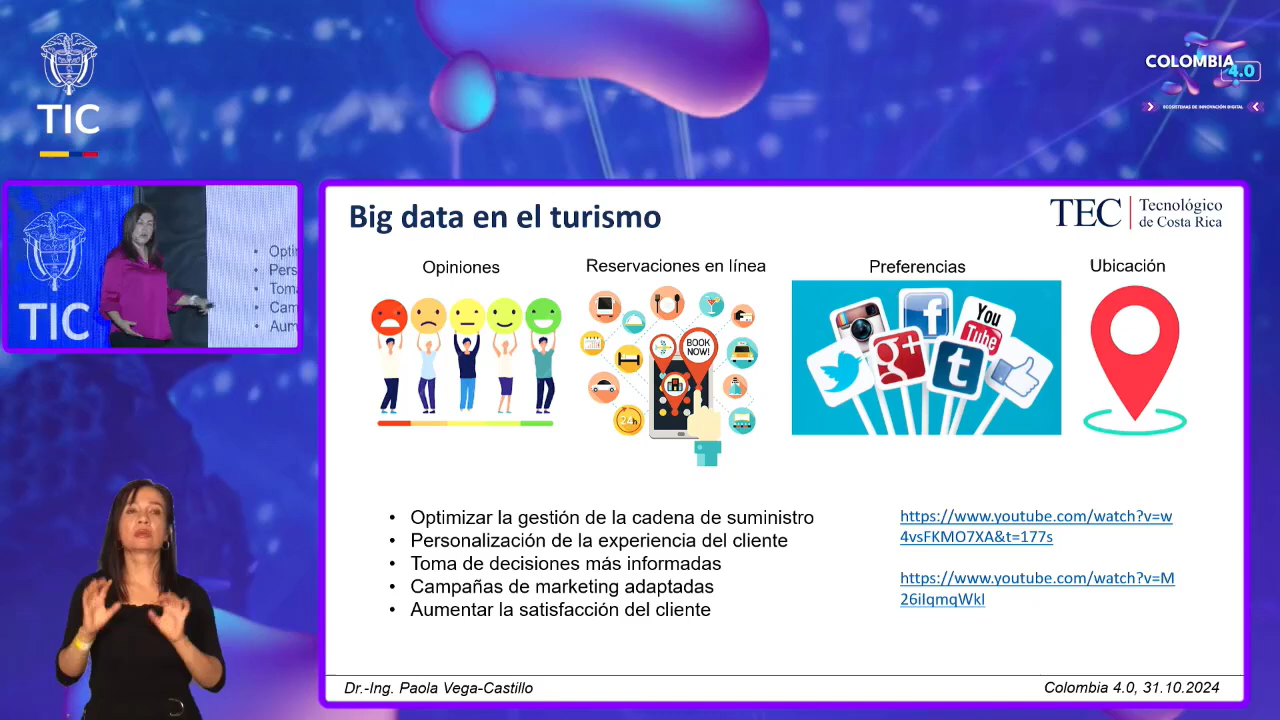 TIC
COLOMBIA
4.0
ECOSISTEMAS DE INNOVACIÓN DIGITAL
TIC
Opti
Pers
Toma
Cam
Aum
Big data en el turismo
TEC
Tecnológico
de Costa Rica
Opiniones
Reservaciones en línea
Preferencias
Ubicación
BOOK
NOW!
24h
f
You
Tube
g+
t
• Optimizar la gestión de la cadena de suministro
• Personalización de la experiencia del cliente
• Toma de decisiones más informadas
• Campañas de marketing adaptadas
• Aumentar la satisfacción del cliente
https://www.youtube.com/watch?v=w
4vsFKMO7XA&t=177s
https://www.youtube.com/watch?v=M
26iIqmqWkI
Dr.-Ing. Paola Vega-Castillo
Colombia 4.0, 31.10.2024